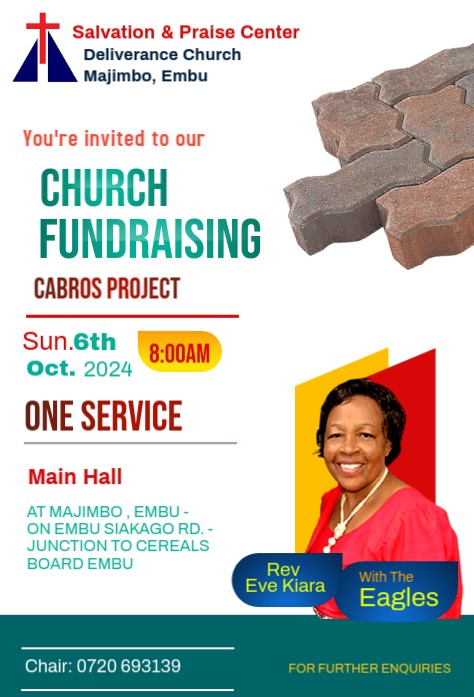 Salvation & Praise Center
Deliverance Church
Majimbo, Embu
You're invited to our
CHURCH
FUNDRAISING
CABROS PROJECT
Sun.6th
Oct. 2024
8:00AM
ONE SERVICE
Main Hall
AT MAJIMBO , EMBU -
ON EMBU SIAKAGO RD. -
JUNCTION TO CEREALS
BOARD EMBU
Rev
Eve Kiara
With The
Eagles
Chair: 0720 693139
FOR FURTHER ENQUIRIES